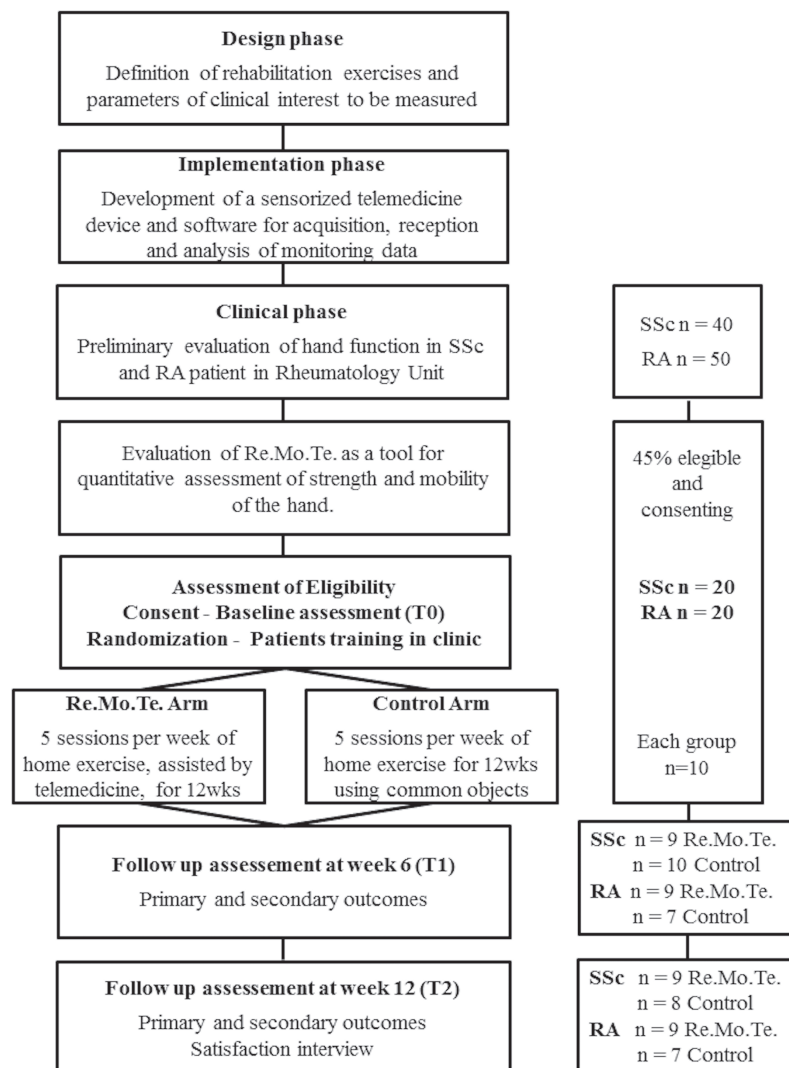 Design phase
Definition of rehabilitation exercises and
parameters of clinical interest to be measured
Implementation phase
Development of a sensorized telemedicine
device and software for acquisition, reception
and analysis of monitoring data
Clinical phase
Preliminary evaluation of hand function in SSc
and RA patient in Rheumatology Unit
SSc n = 40
RA n = 50
Evaluation of Re.Mo.Te. as a tool for
quantitative assessment of strength and mobility
of the hand.
45% elegible
and
consenting
Assessment of Eligibility
Consent - Baseline assessment (T0)
Randomization - Patients training in clinic
SSc n = 20
RA n = 20
Re.Mo.Te. Arm
5 sessions per week of
home exercise, assisted by
telemedicine, for 12wks
Control Arm
5 sessions per week of
home exercise for 12wks
using common objects
Each group
n=10
Follow up assessement at week 6 (T1)
Primary and secondary outcomes
SSc n = 9 Re.Mo.Te.
n = 10 Control
RA n = 9 Re.Mo.Te.
n = 7 Control
Follow up assessment at week 12 (T2)
Primary and secondary outcomes
Satisfaction interview
SSc n = 9 Re.Mo.Te.
n = 8 Control
RA n = 9 Re.Mo.Te.
n = 7 Control